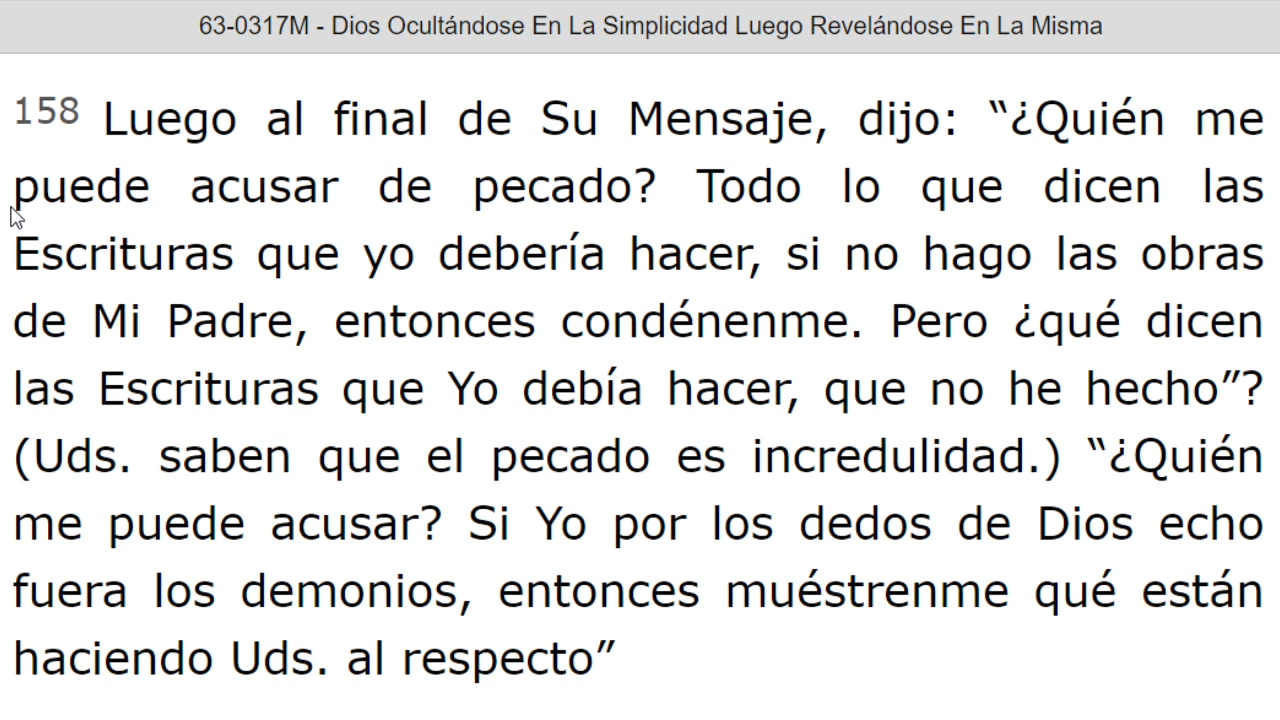 63-0317M - Dios Ocultándose En La Simplicidad Luego Revelándose En La Misma
158 Luego al final de Su Mensaje, dijo: “¿Quién me
puede acusar de pecado? Todo lo que dicen las
Escrituras que yo debería hacer, si no hago las obras
de Mi Padre, entonces condénenme. Pero ¿qué dicen
las Escrituras que Yo debía hacer, que no he hecho”?
(Uds. saben que el pecado es incredulidad.) “¿Quién
me puede acusar? Si Yo por los dedos de Dios echo
fuera los demonios, entonces muéstrenme qué están
haciendo Uds. al respecto”